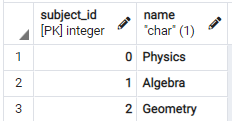 subject_id name
[PK] integer "char" (1)
1 0 Physics
2 1 Algebra
3 2 Geometry